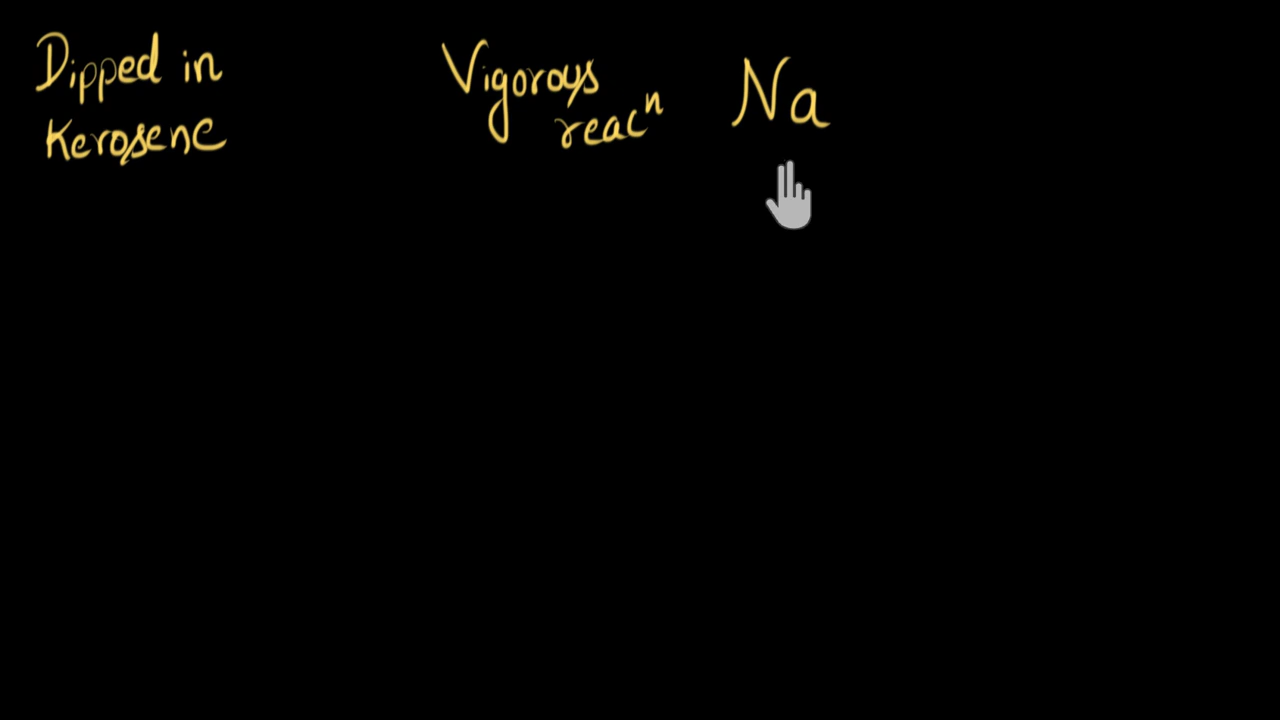 Dipped in
Kerosene
Vigorous
reacⁿ
Na